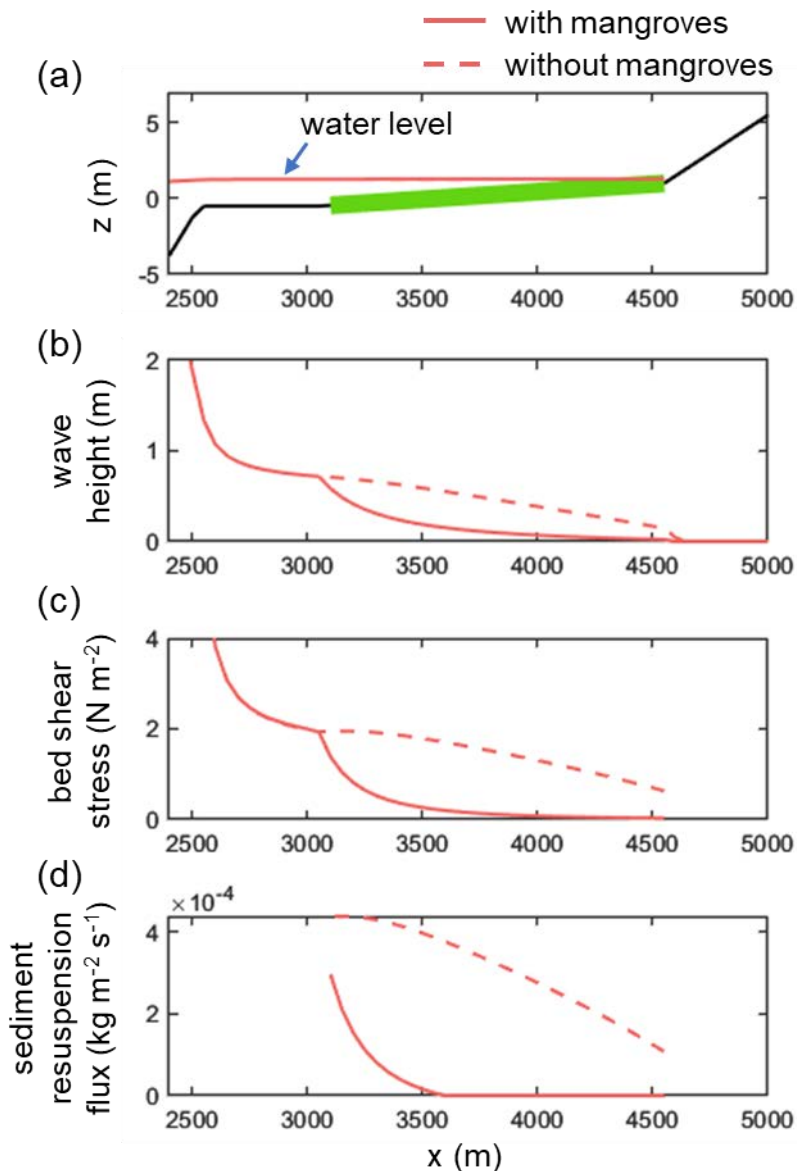 with mangroves
without mangroves
(a)
water level
z (m)
5
0
-5
2500 3000 3500 4000 4500 5000
(b)
wave
height (m)
2
1
0
2500 3000 3500 4000 4500 5000
(c)
bed shear
stress (N m⁻²)
4
2
0
2500 3000 3500 4000 4500 5000
(d)
×10⁻⁴
sediment
resuspension
flux (kg m⁻² s⁻¹)
4
2
0
2500 3000 3500 4000 4500 5000
x (m)